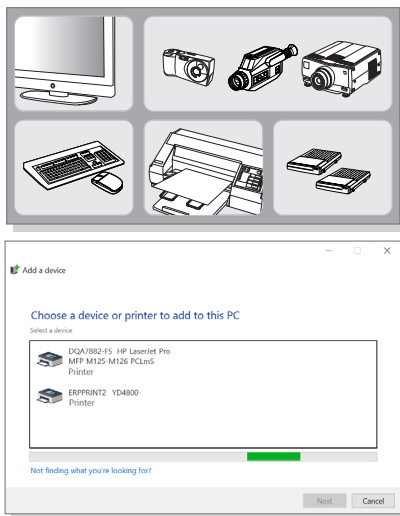 Add a device
Choose a device or printer to add to this PC
Select a device
DQA7882-F5 HP LaserJet Pro
MFP M125-M126 PCLmS
Printer
ERPPRINT2 YD4800-
Printer
Not finding what you're looking for?
Next Cancel